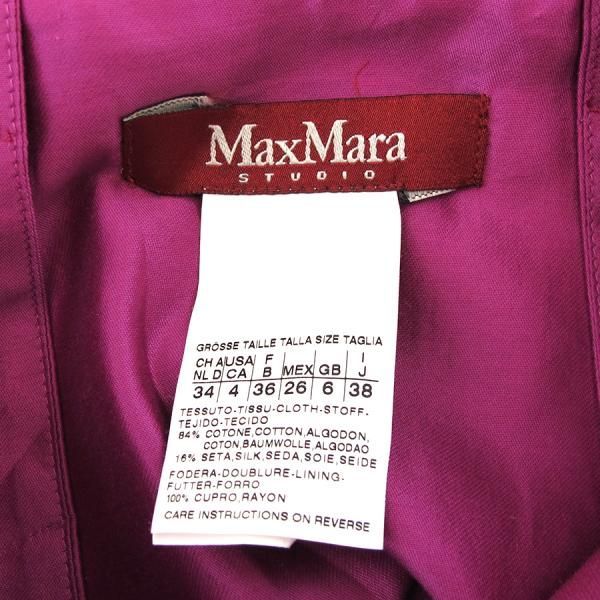 MaxMara
STUDIO
GRÖSSE TAILLE TALLA SIZE TAGLIA
CH A USA F I
NL D CA B MEX GB J
34 4 36 26 6 38
TESSUTO-TISSU-CLOTH-STOFF-
TEJIDO-TECIDO
84% COTONE,COTTON,ALGODON,
COTON,BAUMWOLLE,ALGODAO
16% SETA,SILK,SEDA,SOIE,SEIDE
FODERA-DOUBLURE-LINING-
FUTTER-FORRO
100% CUPRO,RAYON
CARE INSTRUCTIONS ON REVERSE